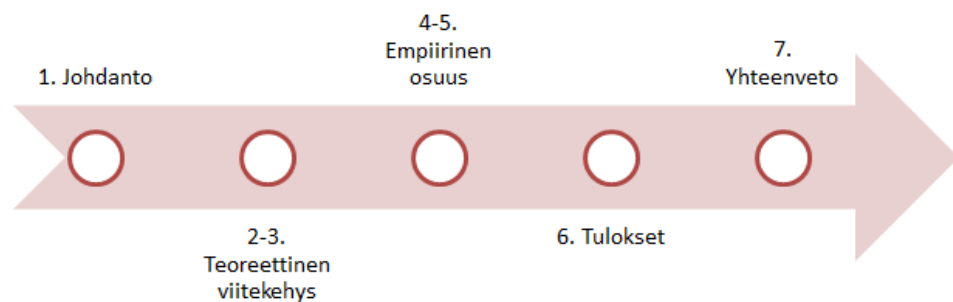 1. Johdanto
2-3.
Teoreettinen
viitekehys
4-5.
Empiirinen
osuus
6. Tulokset
7.
Yhteenveto